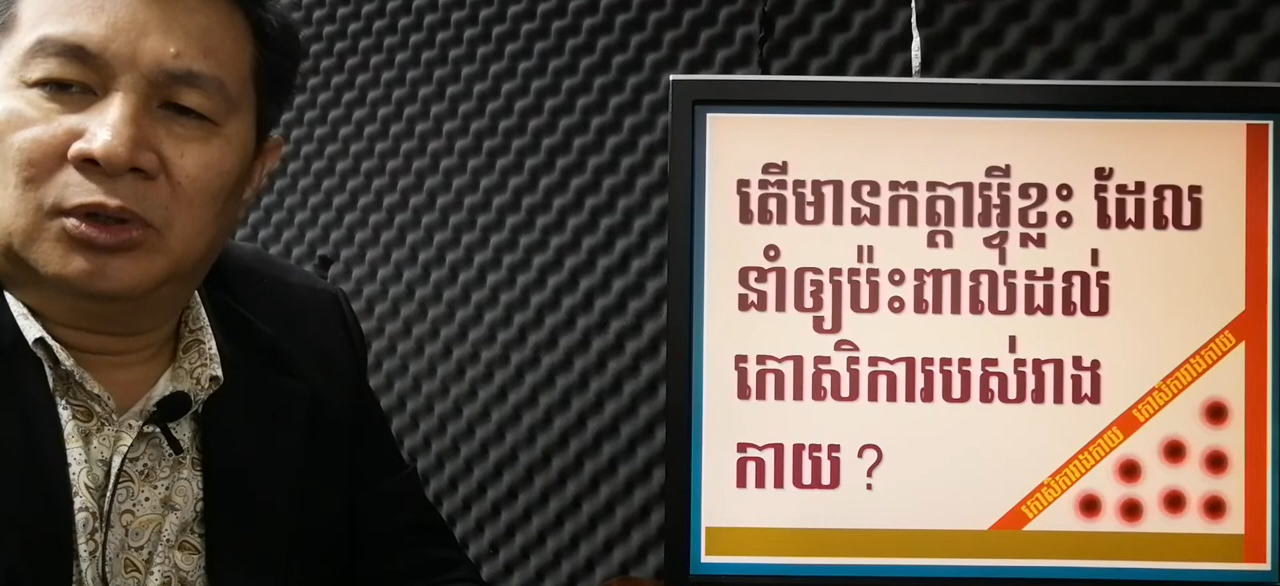 តើមានកត្តាអ្វីខ្លះ ដែល
នាំឲ្យប៉ះពាល់ដល់
កោសិការបស់រាង
កាយ ?
កោសិការាងកាយ កោសិការាងកាយ